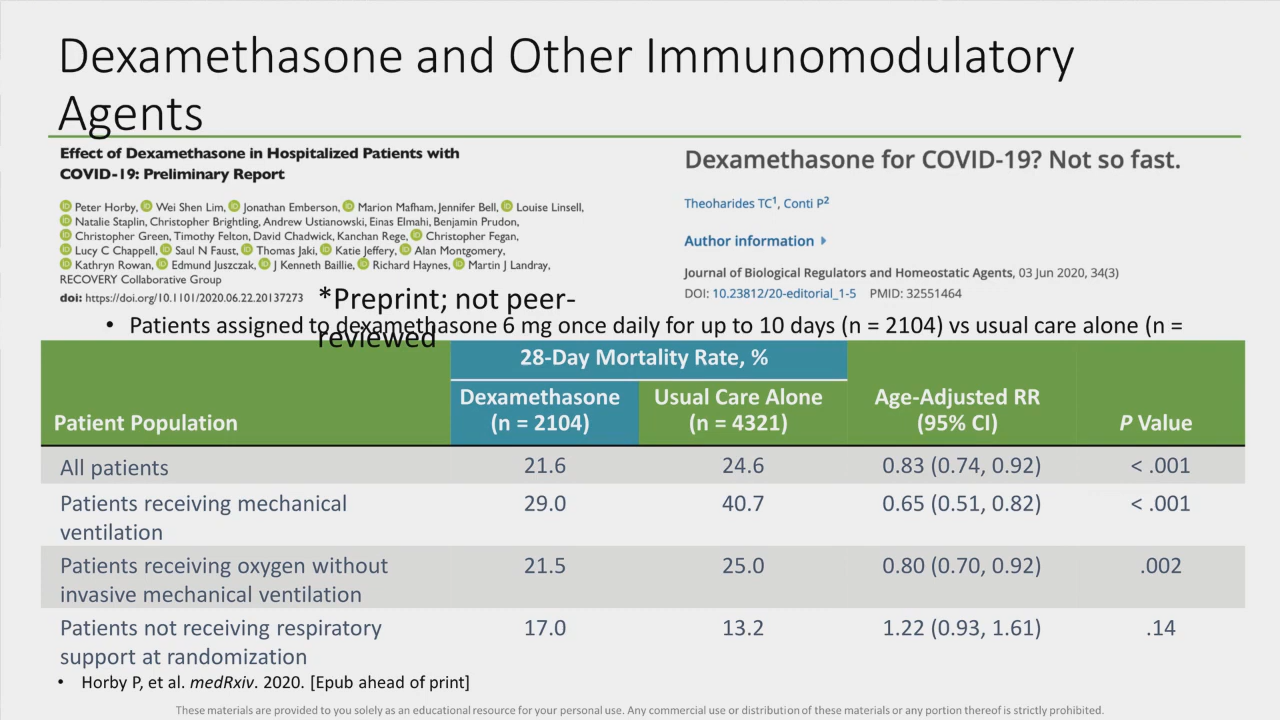 Dexamethasone and Other Immunomodulatory
Agents
Effect of Dexamethasone in Hospitalized Patients with
COVID-19: Preliminary Report
Peter Horby, Wei Shen Lim, Jonathan Emberson, Marion Mafham, Jennifer Bell, Louise Linsell,
Natalie Staplin, Christopher Brightling, Andrew Ustianowski, Einas Elmahi, Benjamin Prudon,
Christopher Green, Timothy Felton, David Chadwick, Kanchan Rege, Christopher Fegan,
Lucy C Chappell, Saul N Faust, Thomas Jaki, Katie Jeffery, Alan Montgomery,
Kathryn Rowan, Edmund Juszczak, J Kenneth Baillie, Richard Haynes, Martin J Landray,
RECOVERY Collaborative Group
doi: https://doi.org/10.1101/2020.06.22.20137273
*Preprint; not peer-
reviewed
Dexamethasone for COVID-19? Not so fast.
Theoharides TC1, Conti P2
Author information
Journal of Biological Regulators and Homeostatic Agents, 03 Jun 2020, 34(3)
DOI: 10.23812/20-editorial_1-5 PMID: 32551464
• Patients assigned to dexamethasone 6 mg once daily for up to 10 days (n = 2104) vs usual care alone (n =
28-Day Mortality Rate, %
Patient Population
Dexamethasone
(n = 2104)
Usual Care Alone
(n = 4321)
Age-Adjusted RR
(95% CI)
P Value
All patients 21.6 24.6 0.83 (0.74, 0.92) < .001
Patients receiving mechanical
ventilation
29.0 40.7 0.65 (0.51, 0.82) < .001
Patients receiving oxygen without
invasive mechanical ventilation
21.5 25.0 0.80 (0.70, 0.92) .002
Patients not receiving respiratory
support at randomization
17.0 13.2 1.22 (0.93, 1.61) .14
• Horby P, et al. medRxiv. 2020. [Epub ahead of print]
These materials are provided to you solely as an educational resource for your personal use. Any commercial use or distribution of these materials or any portion thereof is strictly prohibited.